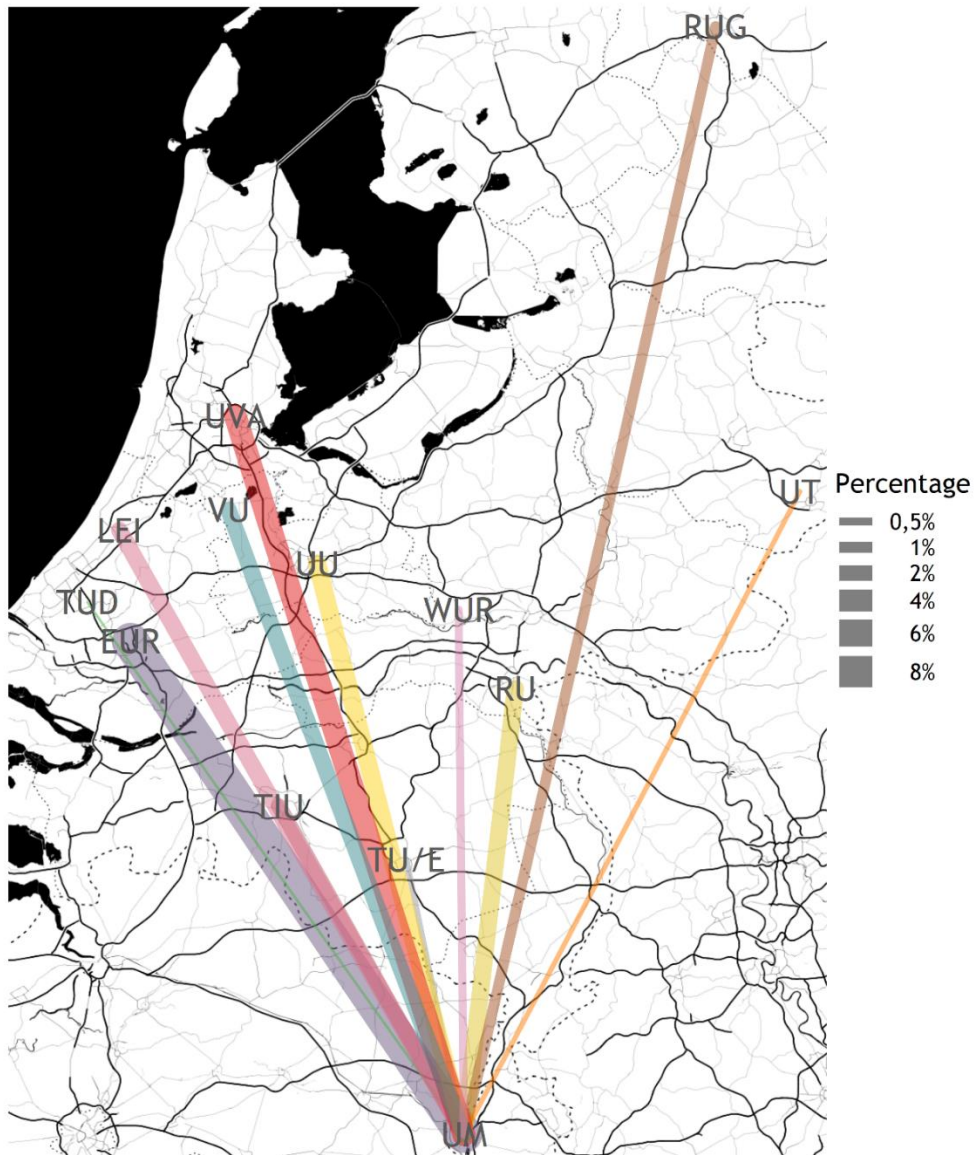 RUG
UVA
VU
LEI
UU
UT
TUD
WUR
EUR
RU
TIU
TU/E
UM
Percentage
0,5%
1%
2%
4%
6%
8%